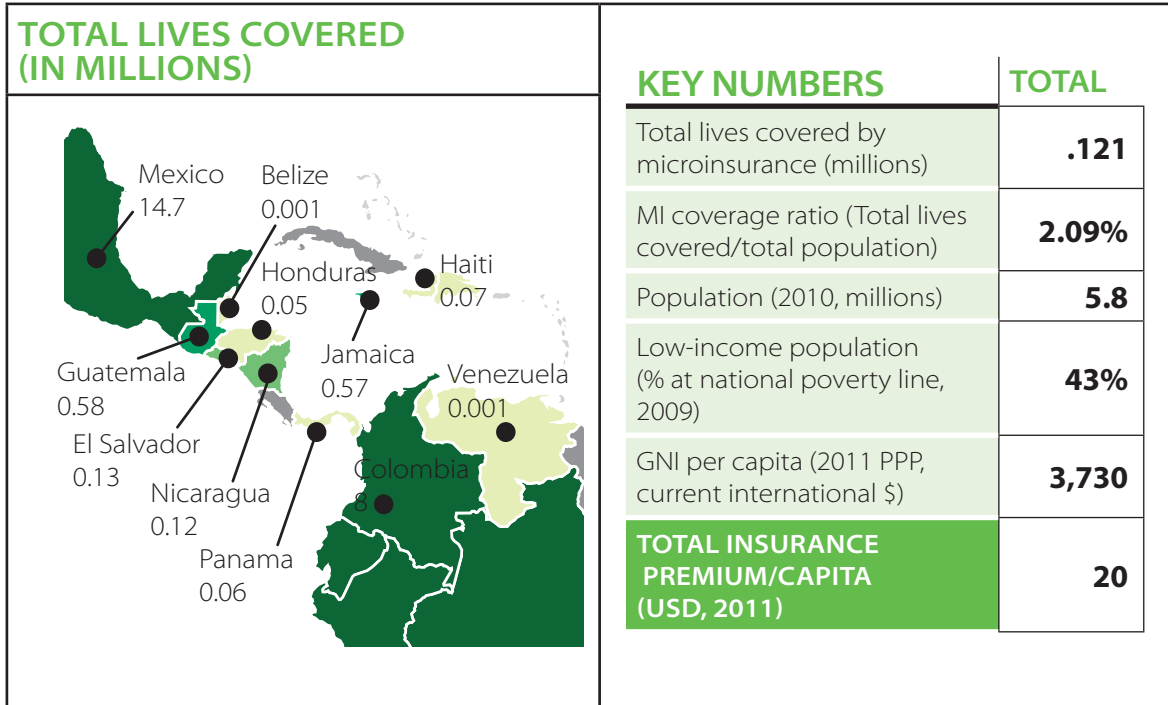 TOTAL LIVES COVERED
(IN MILLIONS)
Mexico
14.7
Belize
0.001
Honduras
0.05
Haiti
0.07
Guatemala
0.58
Jamaica
0.57
Venezuela
0.001
El Salvador
0.13
Colombia
8
Nicaragua
0.12
Panama
0.06
KEY NUMBERS
TOTAL
Total lives covered by
microinsurance (millions)
.121
MI coverage ratio (Total lives
covered/total population)
2.09%
Population (2010, millions)
5.8
Low-income population
(% at national poverty line,
2009)
43%
GNI per capita (2011 PPP,
current international $)
3,730
TOTAL INSURANCE
PREMIUM/CAPITA
(USD, 2011)
20